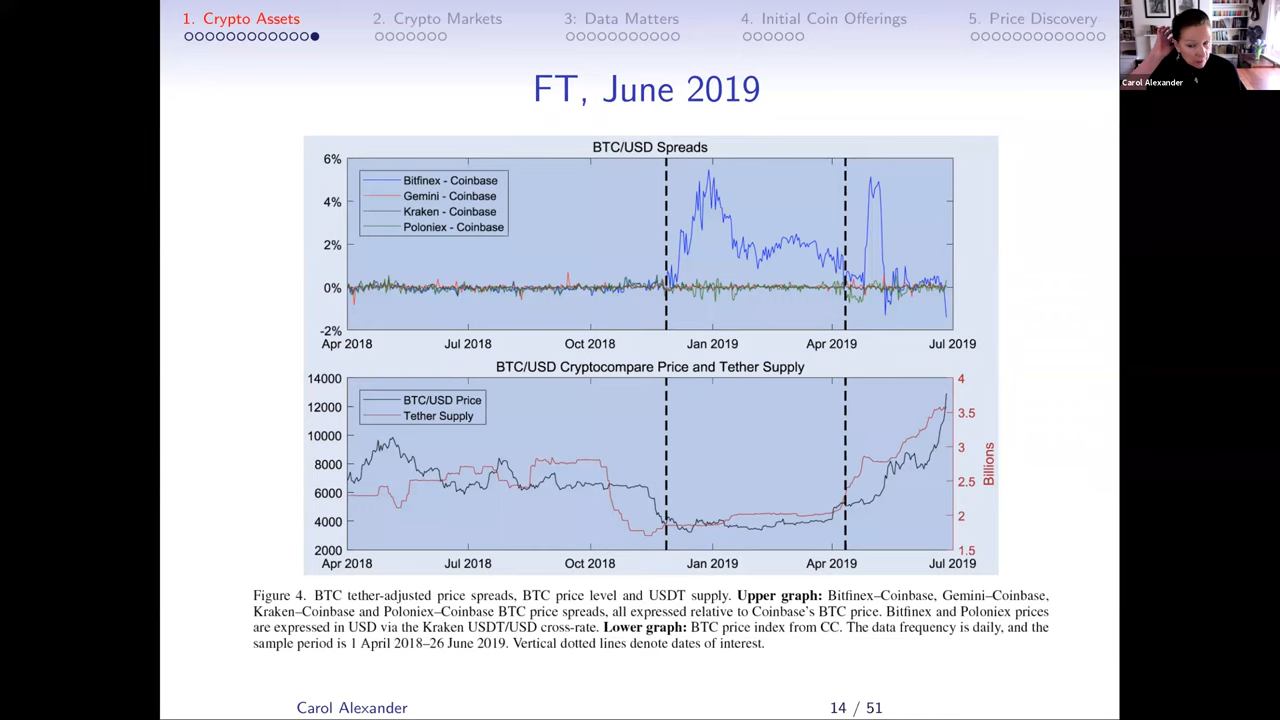 1. Crypto Assets 2. Crypto Markets 3: Data Matters 4. Initial Coin Offerings 5. Price Discovery
Carol Alexander
FT, June 2019
BTC/USD Spreads
6%
4%
2%
0%
-2%
Bitfinex - Coinbase
Gemini - Coinbase
Kraken - Coinbase
Poloniex - Coinbase
Apr 2018 Jul 2018 Oct 2018 Jan 2019 Apr 2019 Jul 2019
BTC/USD Cryptocompare Price and Tether Supply
14000
12000
10000
8000
6000
4000
2000
BTC/USD Price
Tether Supply
4
3.5
3
2.5
2
1.5
Billions
Apr 2018 Jul 2018 Oct 2018 Jan 2019 Apr 2019 Jul 2019
Figure 4. BTC tether-adjusted price spreads, BTC price level and USDT supply. Upper graph: Bitfinex–Coinbase, Gemini–Coinbase,
Kraken–Coinbase and Poloniex–Coinbase BTC price spreads, all expressed relative to Coinbase's BTC price. Bitfinex and Poloniex prices
are expressed in USD via the Kraken USDT/USD cross-rate. Lower graph: BTC price index from CC. The data frequency is daily, and the
sample period is 1 April 2018–26 June 2019. Vertical dotted lines denote dates of interest.
Carol Alexander 14 / 51